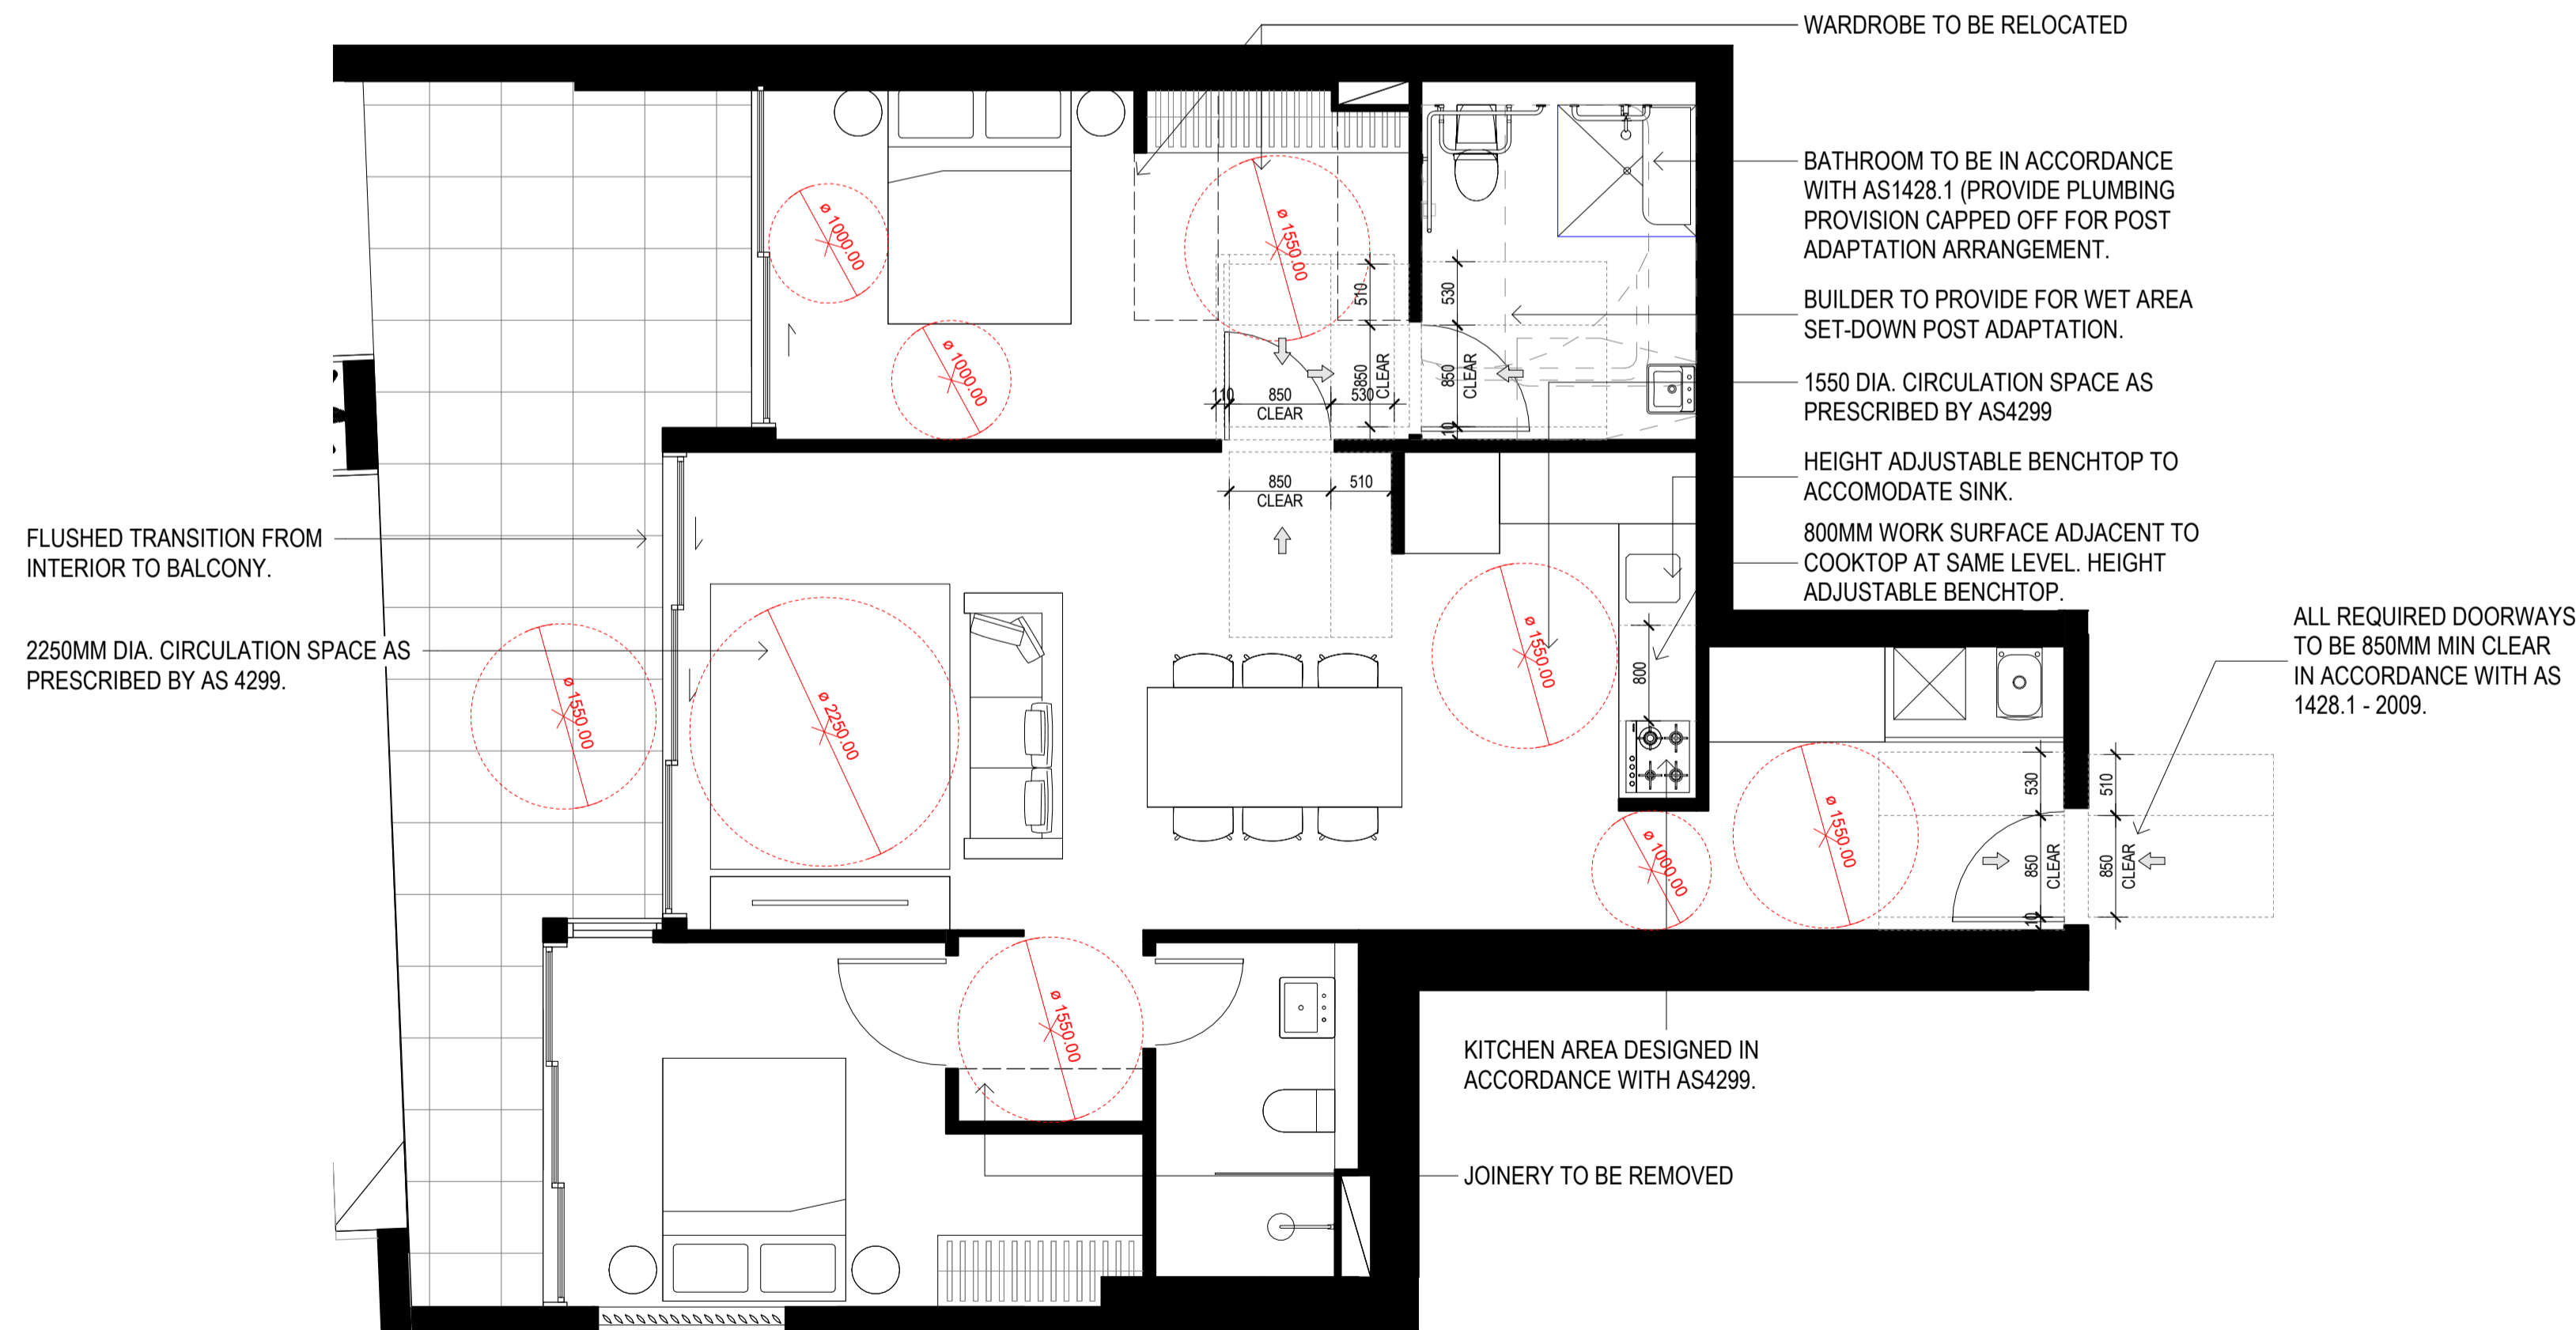 WARDROBE TO BE RELOCATED
BATHROOM TO BE IN ACCORDANCE
WITH AS1428.1 (PROVIDE PLUMBING
PROVISION CAPPED OFF FOR POST
ADAPTATION ARRANGEMENT.
BUILDER TO PROVIDE FOR WET AREA
SET-DOWN POST ADAPTATION.
1550 DIA. CIRCULATION SPACE AS
PRESCRIBED BY AS4299
HEIGHT ADJUSTABLE BENCHTOP TO
ACCOMODATE SINK.
800MM WORK SURFACE ADJACENT TO
COOKTOP AT SAME LEVEL. HEIGHT
ADJUSTABLE BENCHTOP.
ALL REQUIRED DOORWAYS
TO BE 850MM MIN CLEAR
IN ACCORDANCE WITH AS
1428.1 - 2009.
FLUSHED TRANSITION FROM
INTERIOR TO BALCONY.
2250MM DIA. CIRCULATION SPACE AS
PRESCRIBED BY AS 4299.
KITCHEN AREA DESIGNED IN
ACCORDANCE WITH AS4299.
JOINERY TO BE REMOVED
ø 1000.00
ø 1000.00
ø 1550.00
510
850
CLEAR
530
850
CLEAR
10
110
850
CLEAR
530
850
CLEAR
510
ø 1550.00
ø 2250.00
ø 1550.00
800
ø 1000.00
ø 1550.00
530
850
CLEAR
10
510
850
CLEAR
ø 1550.00